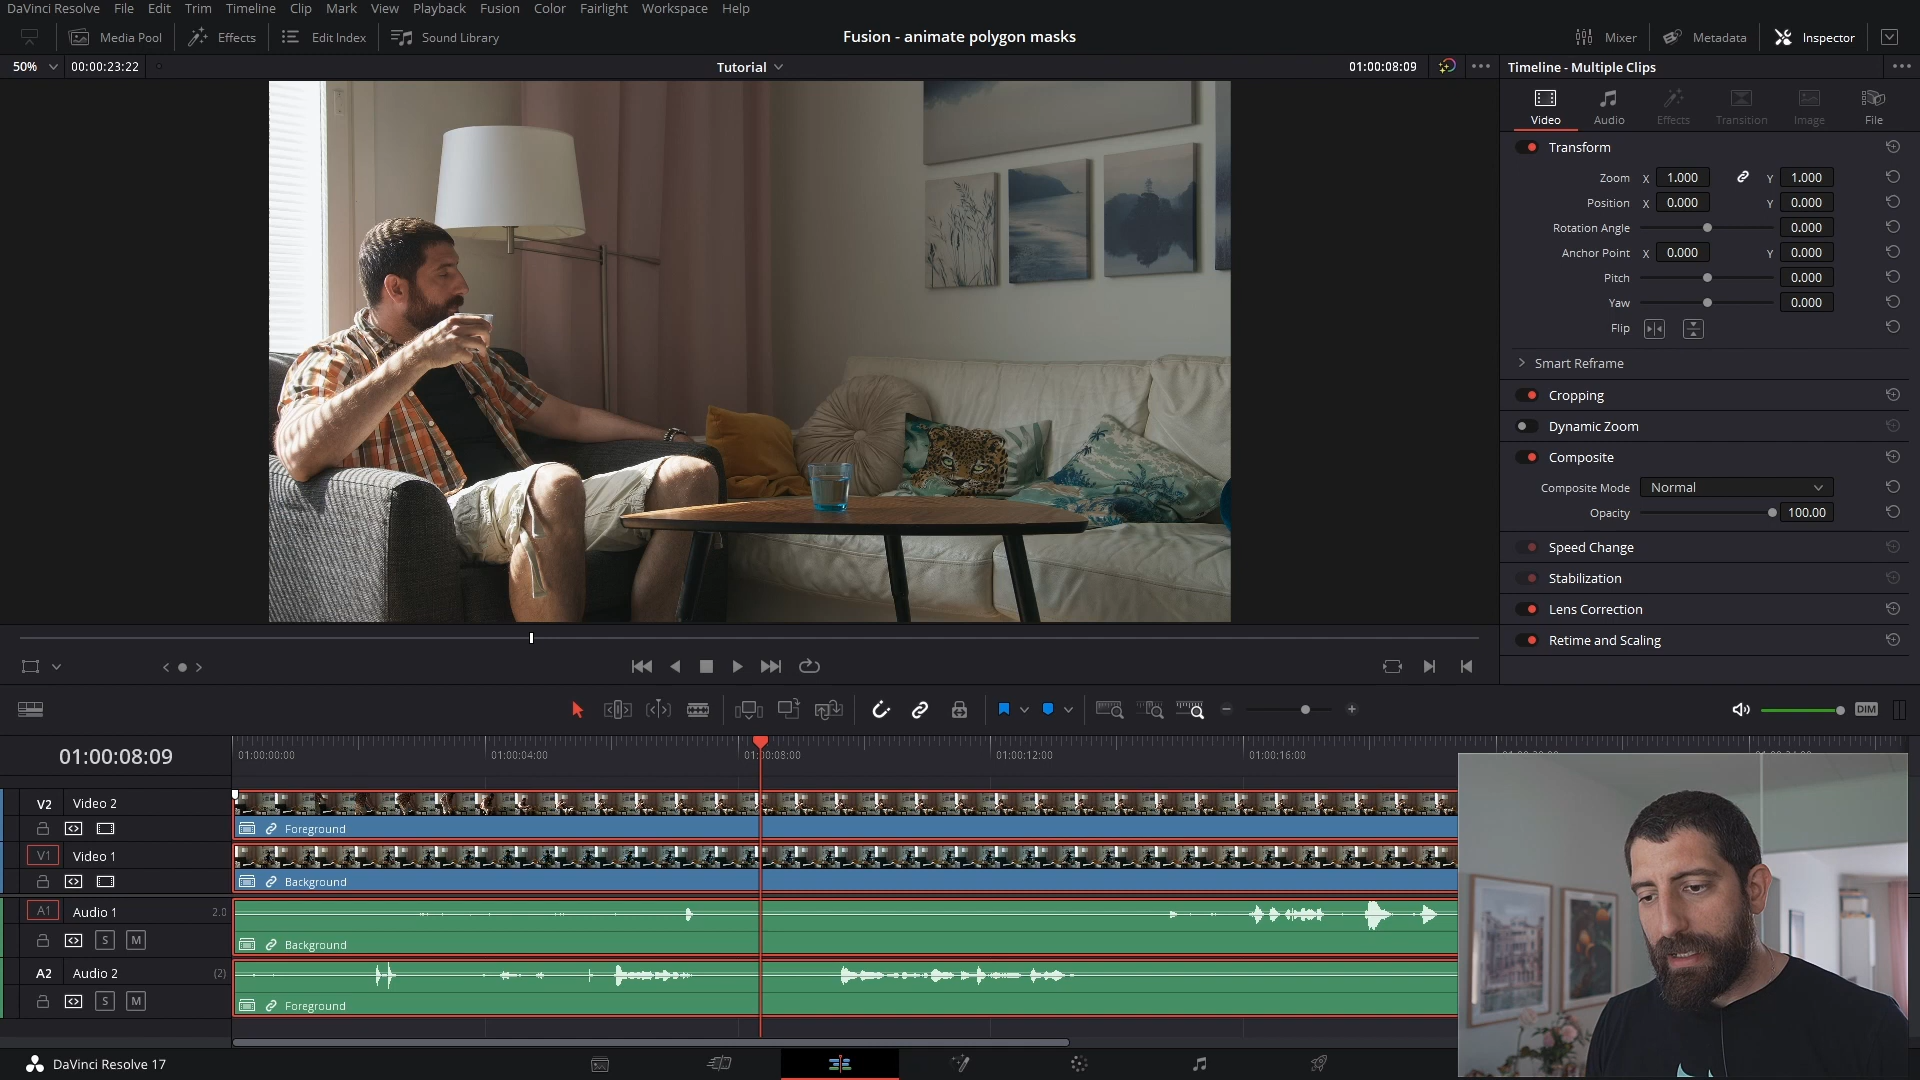 DaVinci Resolve File Edit Trim Timeline Clip Mark View Playback Fusion Color Fairlight Workspace Help
Media Pool Effects Edit Index Sound Library Fusion - animate polygon masks Mixer Metadata Inspector
50% 00:00:23:22 Tutorial 01:00:08:09 Timeline - Multiple Clips
Video Audio Effects Transition Image File
Transform
Zoom X 1.000 Y 1.000
Position X 0.000 Y 0.000
Rotation Angle 0.000
Anchor Point X 0.000 Y 0.000
Pitch 0.000
Yaw 0.000
Flip
Smart Reframe
Cropping
Dynamic Zoom
Composite
Composite Mode Normal
Opacity 100.00
Speed Change
Stabilization
Lens Correction
Retime and Scaling
DIM
01:00:08:09 01:00:00:00 01:00:04:00 01:00:08:00 01:00:12:00 01:00:16:00
V2 Video 2
Foreground
V1 Video 1
Background
A1 Audio 1 2.0
S M Background
A2 Audio 2 (2)
S M Foreground
DaVinci Resolve 17